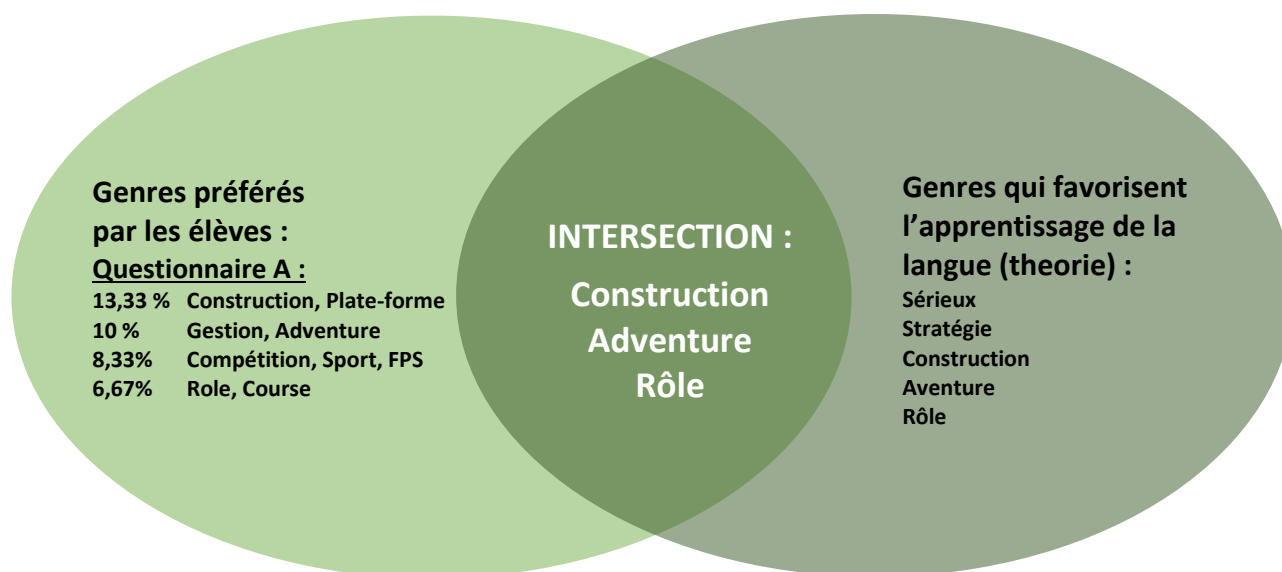 Genres préférés
par les élèves :
Questionnaire A :
13,33 % Construction, Plate-forme
10 % Gestion, Adventure
8,33% Compétition, Sport, FPS
6,67% Role, Course
INTERSECTION :
Construction
Adventure
Rôle
Genres qui favorisent
l’apprentissage de la
langue (theorie) :
Sérieux
Stratégie
Construction
Aventure
Rôle